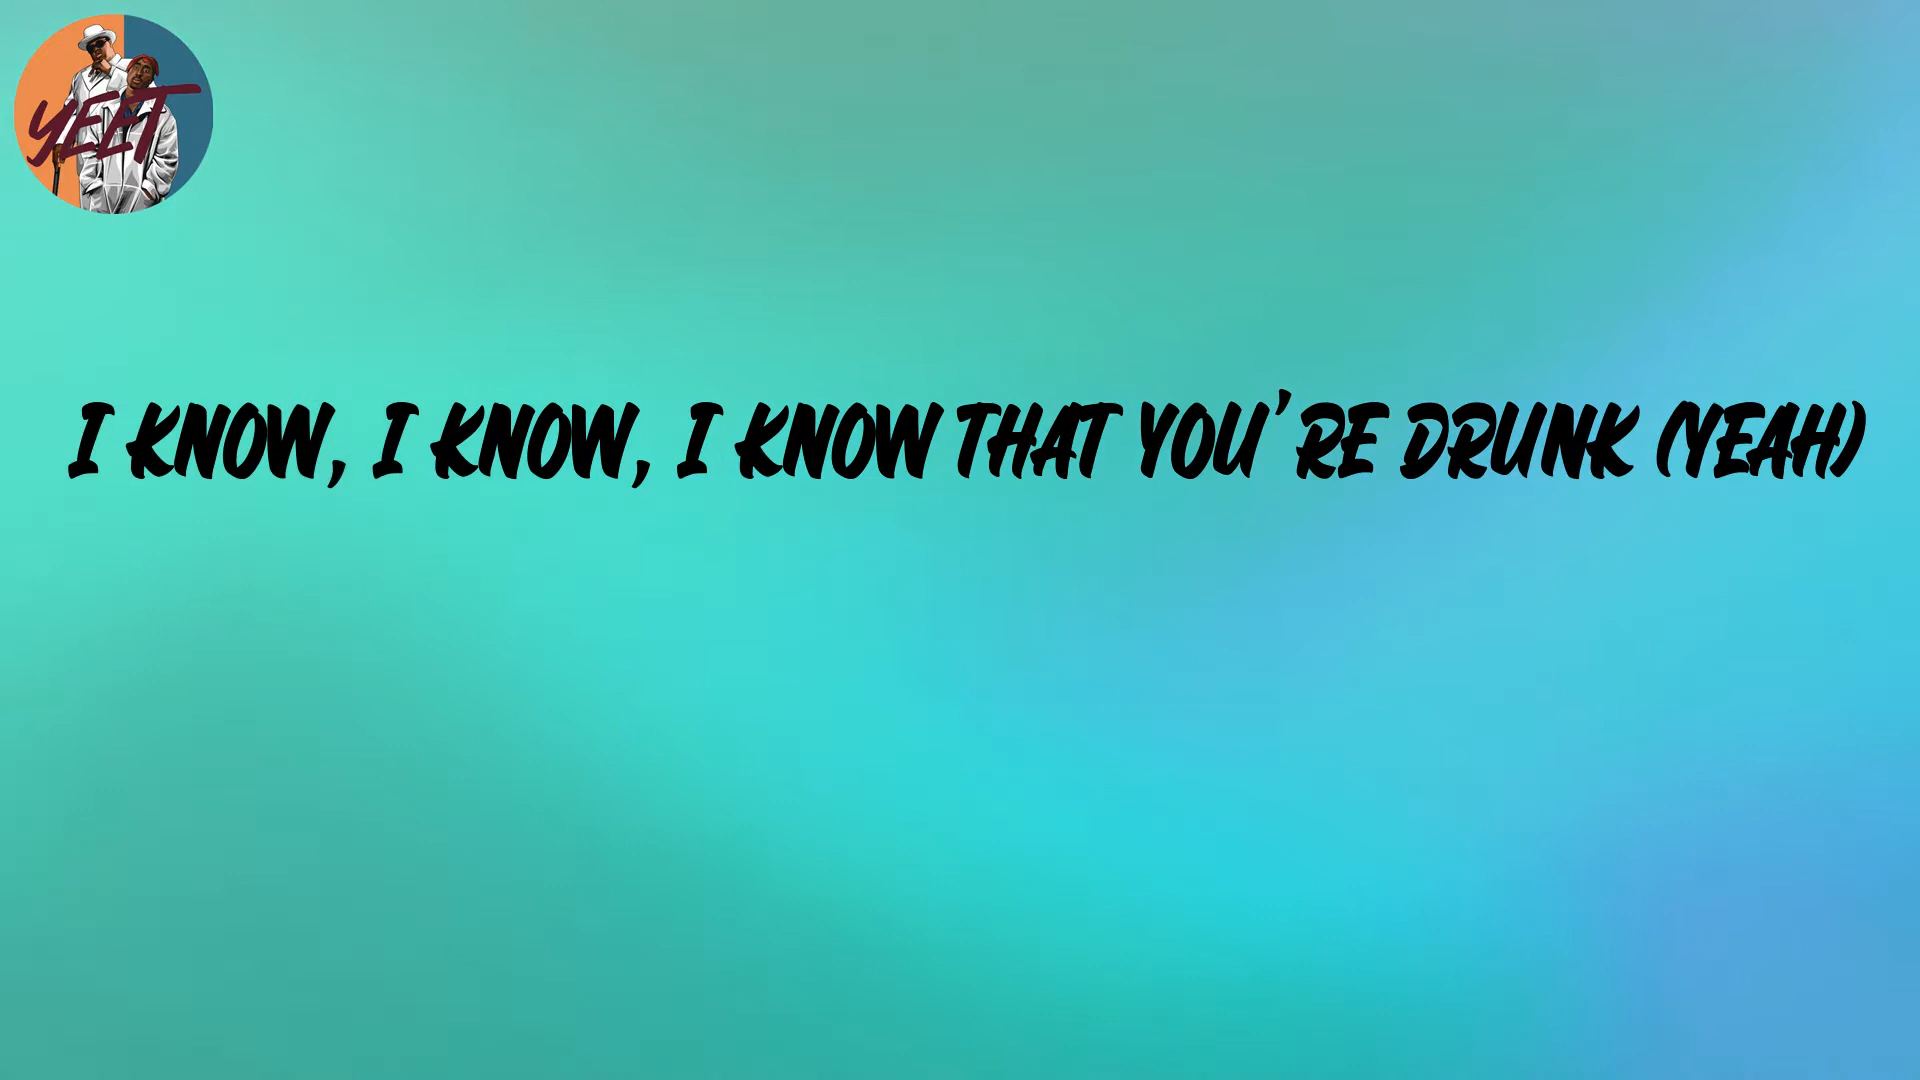 YEET
I KNOW, I KNOW, I KNOW THAT YOU'RE DRUNK (YEAH)